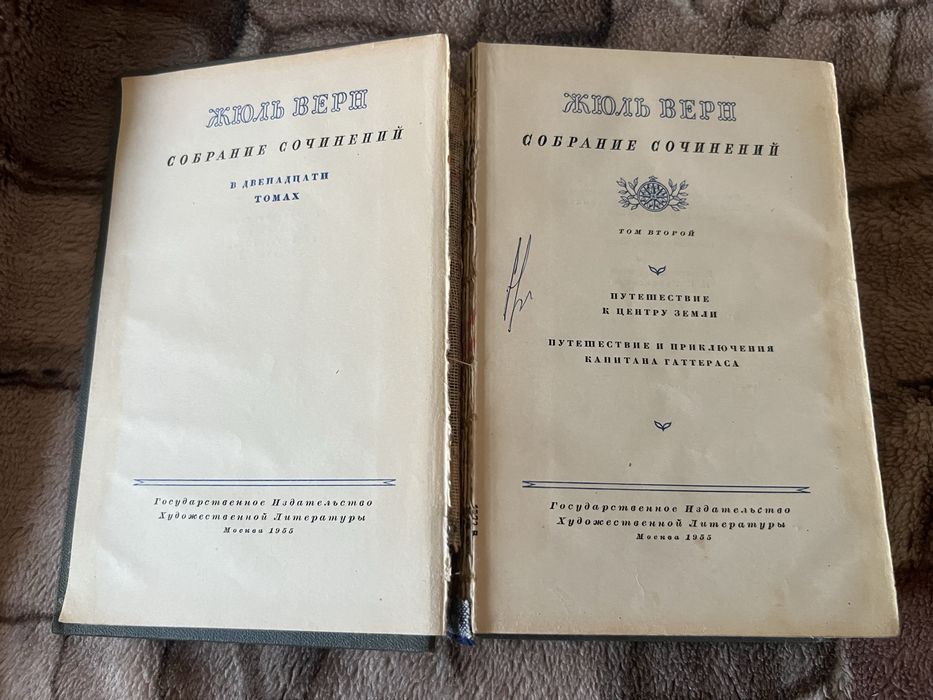 ЖЮЛЬ ВЕРН
СОБРАНИЕ СОЧИНЕНИЙ
В ДВЕНАДЦАТИ
ТОМАХ
Государственное Издательство
Художественной Литературы
Москва 1955
ЖЮЛЬ ВЕРН
СОБРАНИЕ СОЧИНЕНИЙ
ТОМ ВТОРОЙ
ПУТЕШЕСТВИЕ
К ЦЕНТРУ ЗЕМЛИ
ПУТЕШЕСТВИЕ И ПРИКЛЮЧЕНИЯ
КАПИТАНА ГАТТЕРАСА
Государственное Издательство
Художественной Литературы
Москва 1955